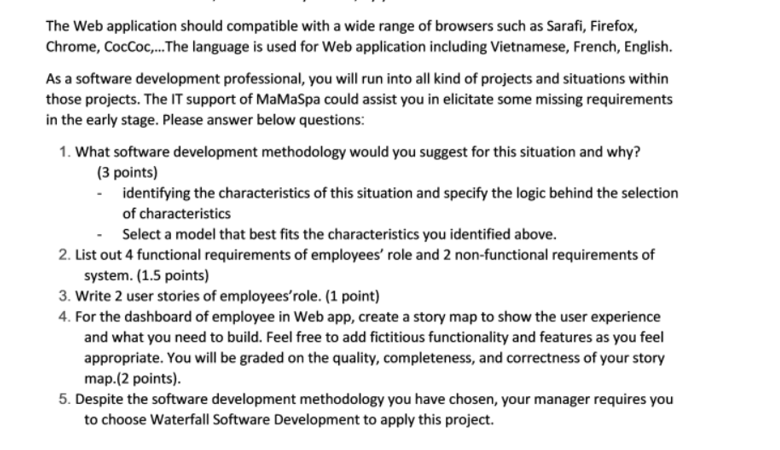 The Web application should compatible with a wide range of browsers such as Sarafi, Firefox,
Chrome, CocCoc,...The language is used for Web application including Vietnamese, French, English.
As a software development professional, you will run into all kind of projects and situations within
those projects. The IT support of MaMaSpa could assist you in elicitate some missing requirements
in the early stage. Please answer below questions:
1. What software development methodology would you suggest for this situation and why?
(3 points)
- identifying the characteristics of this situation and specify the logic behind the selection
of characteristics
- Select a model that best fits the characteristics you identified above.
2. List out 4 functional requirements of employees' role and 2 non-functional requirements of
system. (1.5 points)
3. Write 2 user stories of employees'role. (1 point)
4. For the dashboard of employee in Web app, create a story map to show the user experience
and what you need to build. Feel free to add fictitious functionality and features as you feel
appropriate. You will be graded on the quality, completeness, and correctness of your story
map.(2 points).
5. Despite the software development methodology you have chosen, your manager requires you
to choose Waterfall Software Development to apply this project.